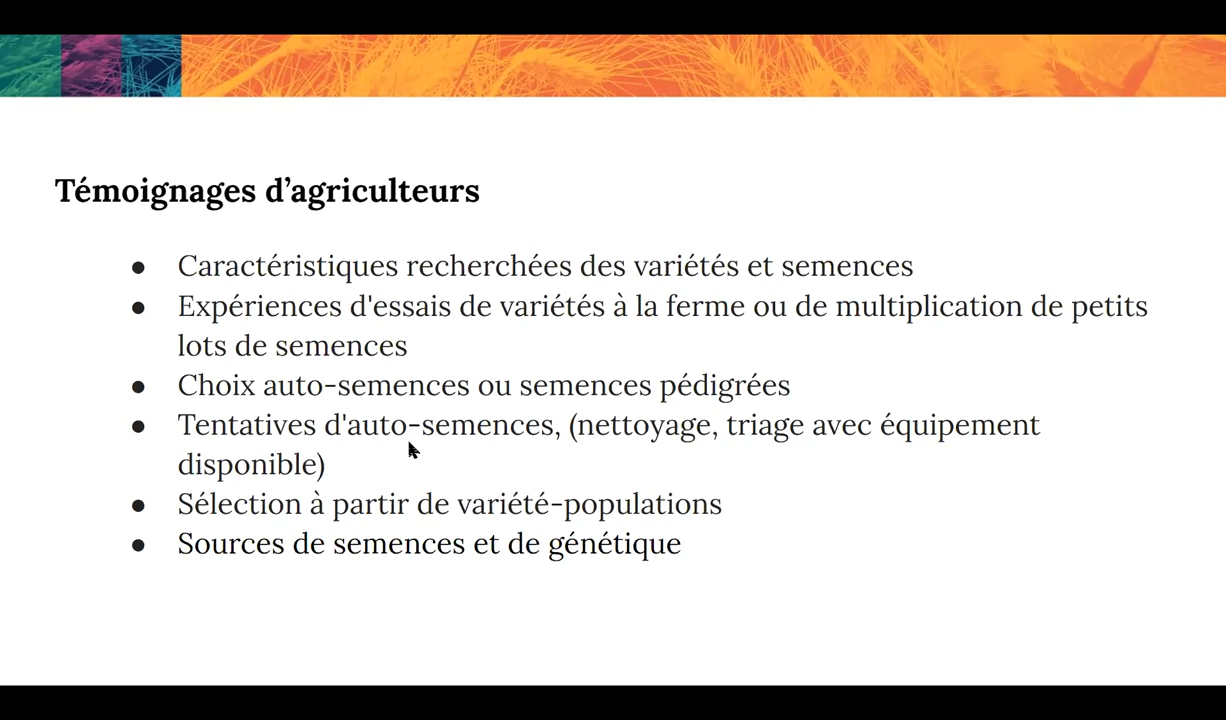 Témoignages d’agriculteurs
● Caractéristiques recherchées des variétés et semences
● Expériences d'essais de variétés à la ferme ou de multiplication de petits
lots de semences
● Choix auto-semences ou semences pédigrées
● Tentatives d'auto-semences, (nettoyage, triage avec équipement
disponible)
● Sélection à partir de variété-populations
● Sources de semences et de génétique